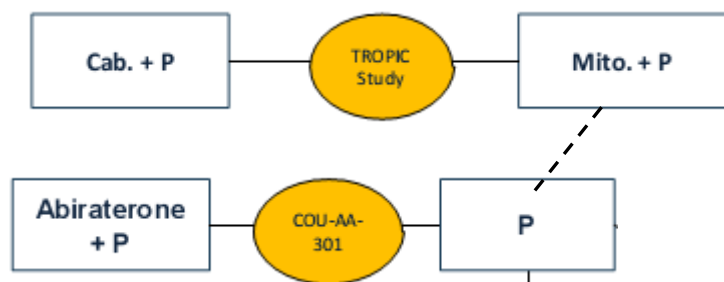 Cab. + P
TROPIC
Study
Mito. + P
Abiraterone
+ P
COU-AA-
301
P